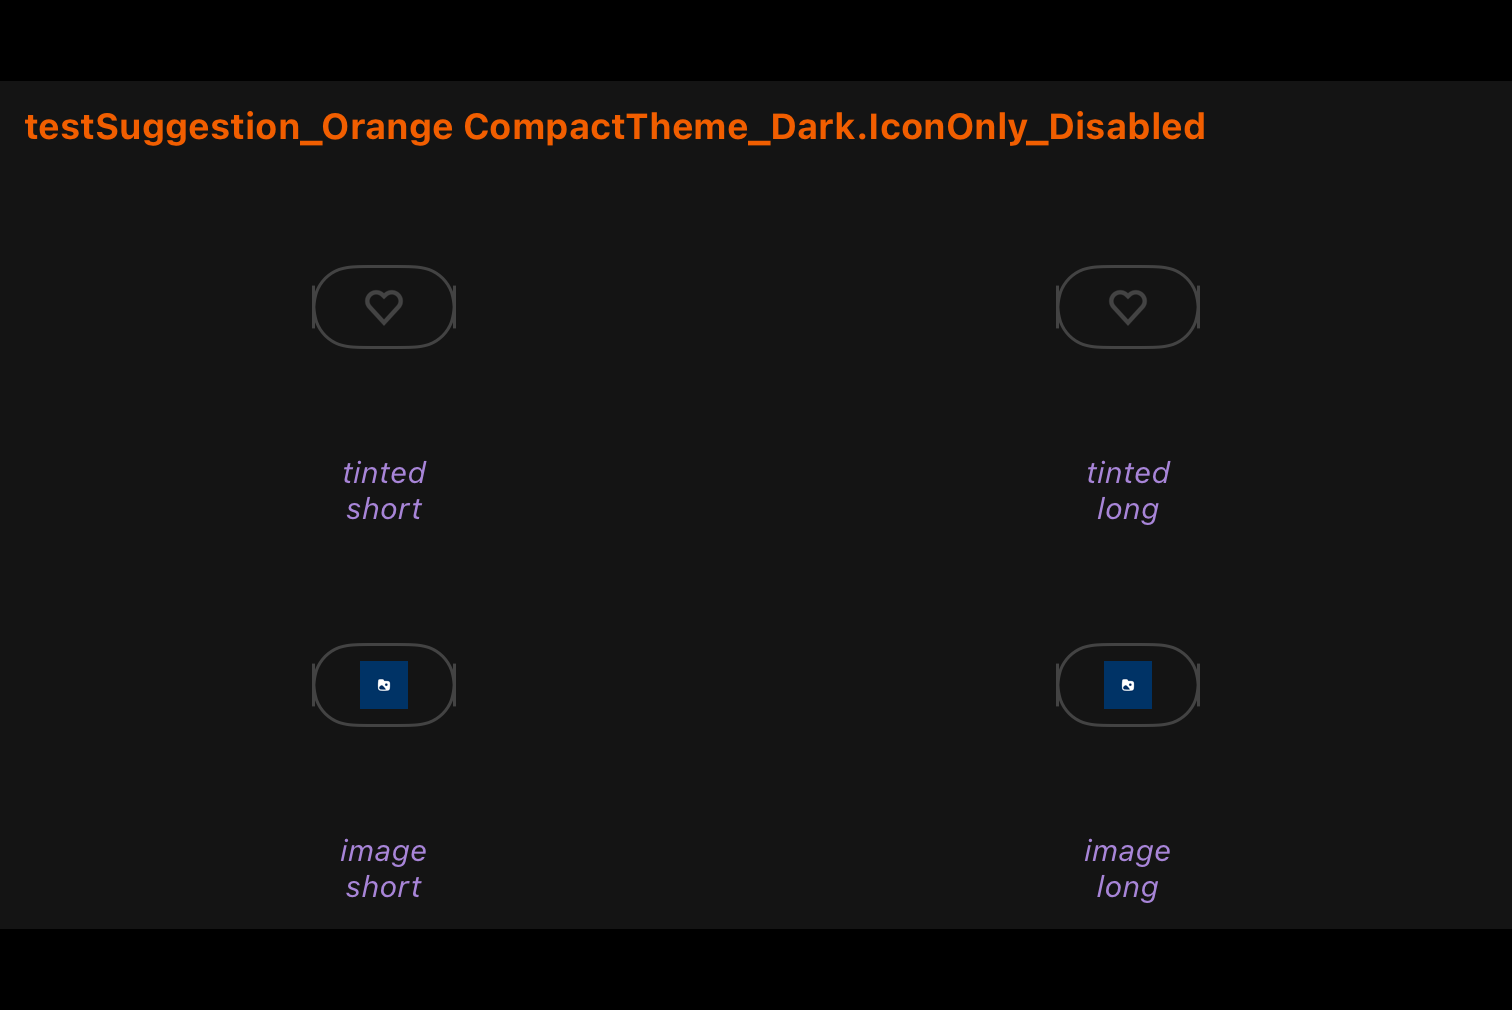 testSuggestion_Orange CompactTheme_Dark.IconOnly_Disabled
tinted
short
tinted
long
image
short
image
long